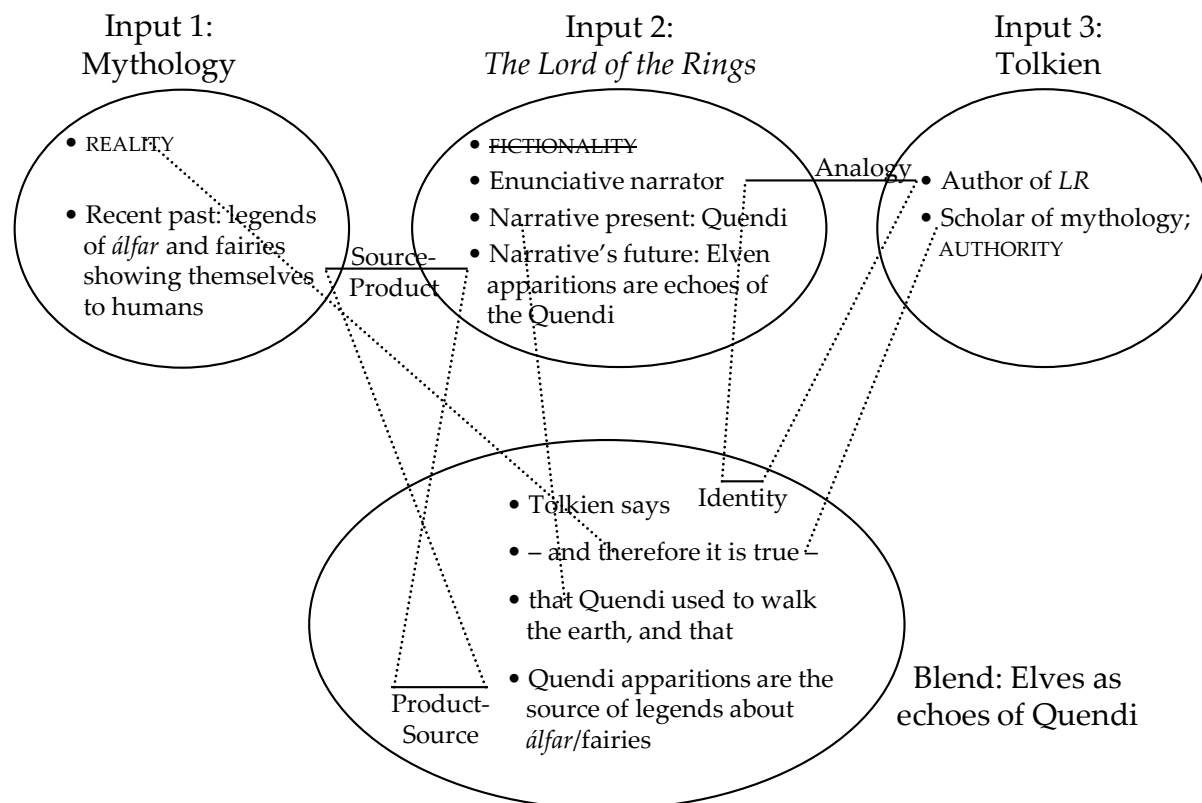 Input 1:
Mythology
Input 2:
The Lord of the Rings
Input 3:
Tolkien
• REALITY
• Recent past: legends
of álfar and fairies
showing themselves
to humans
Source-
Product
• FICTIONALITY
• Enunciative narrator
• Narrative present: Quendi
• Narrative’s future: Elven
apparitions are echoes of
the Quendi
Analogy
• Author of LR
• Scholar of mythology;
AUTHORITY
Identity
• Tolkien says
• – and therefore it is true –
• that Quendi used to walk
the earth, and that
• Quendi apparitions are the
source of legends about
álfar/fairies
Product-
Source
Blend: Elves as
echoes of Quendi